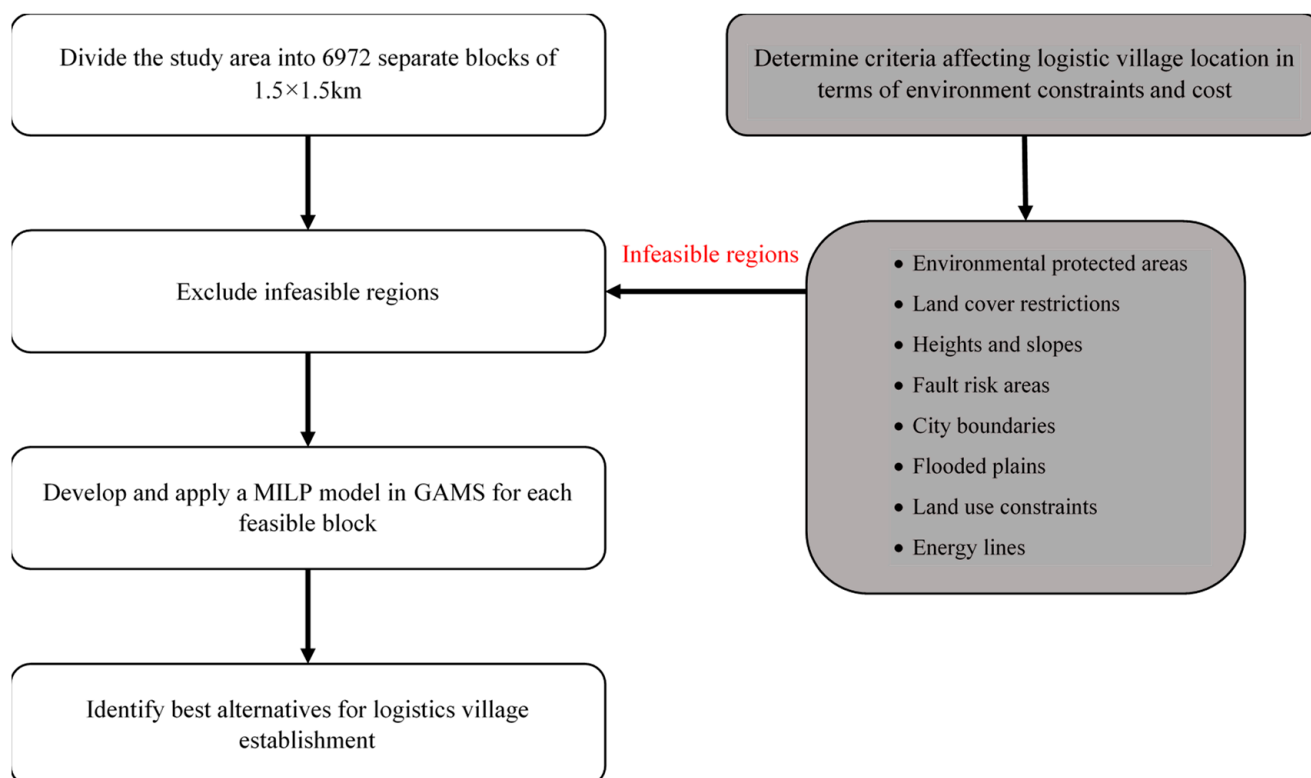 Divide the study area into 6972 separate blocks of
1.5×1.5km
Determine criteria affecting logistic village location in
terms of environment constraints and cost
Exclude infeasible regions
Infeasible regions
• Environmental protected areas
• Land cover restrictions
• Heights and slopes
• Fault risk areas
• City boundaries
• Flooded plains
• Land use constraints
• Energy lines
Develop and apply a MILP model in GAMS for each
feasible block
Identify best alternatives for logistics village
establishment